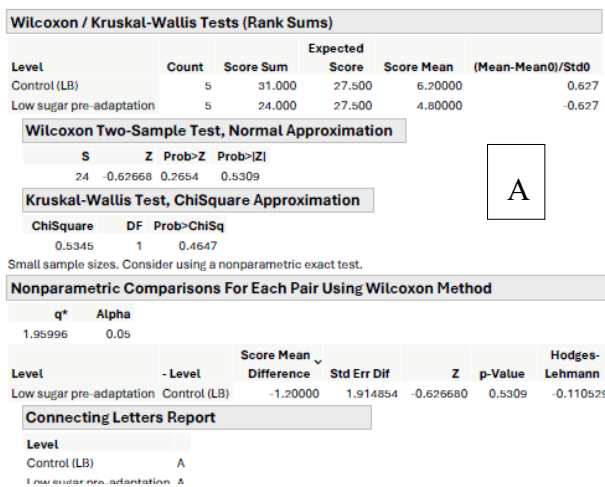 Wilcoxon / Kruskal-Wallis Tests (Rank Sums)
Expected
Level Count Score Sum Score Score Mean (Mean-Mean0)/Std0
Control (LB) 5 31.000 27.500 6.20000 0.627
Low sugar pre-adaptation 5 24.000 27.500 4.80000 -0.627
Wilcoxon Two-Sample Test, Normal Approximation
S Z Prob>Z Prob>|Z|
24 -0.62668 0.2654 0.5309
A
Kruskal-Wallis Test, ChiSquare Approximation
ChiSquare DF Prob>ChiSq
0.5345 1 0.4647
Small sample sizes. Consider using a nonparametric exact test.
Nonparametric Comparisons For Each Pair Using Wilcoxon Method
q* Alpha
1.95996 0.05
Score Mean Hodges-
Level - Level Difference Std Err Dif Z p-Value Lehmann
Low sugar pre-adaptation Control (LB) -1.20000 1.914854 -0.626680 0.5309 -0.110529
Connecting Letters Report
Level
Control (LB) A
Low sugar pre-adaptation A